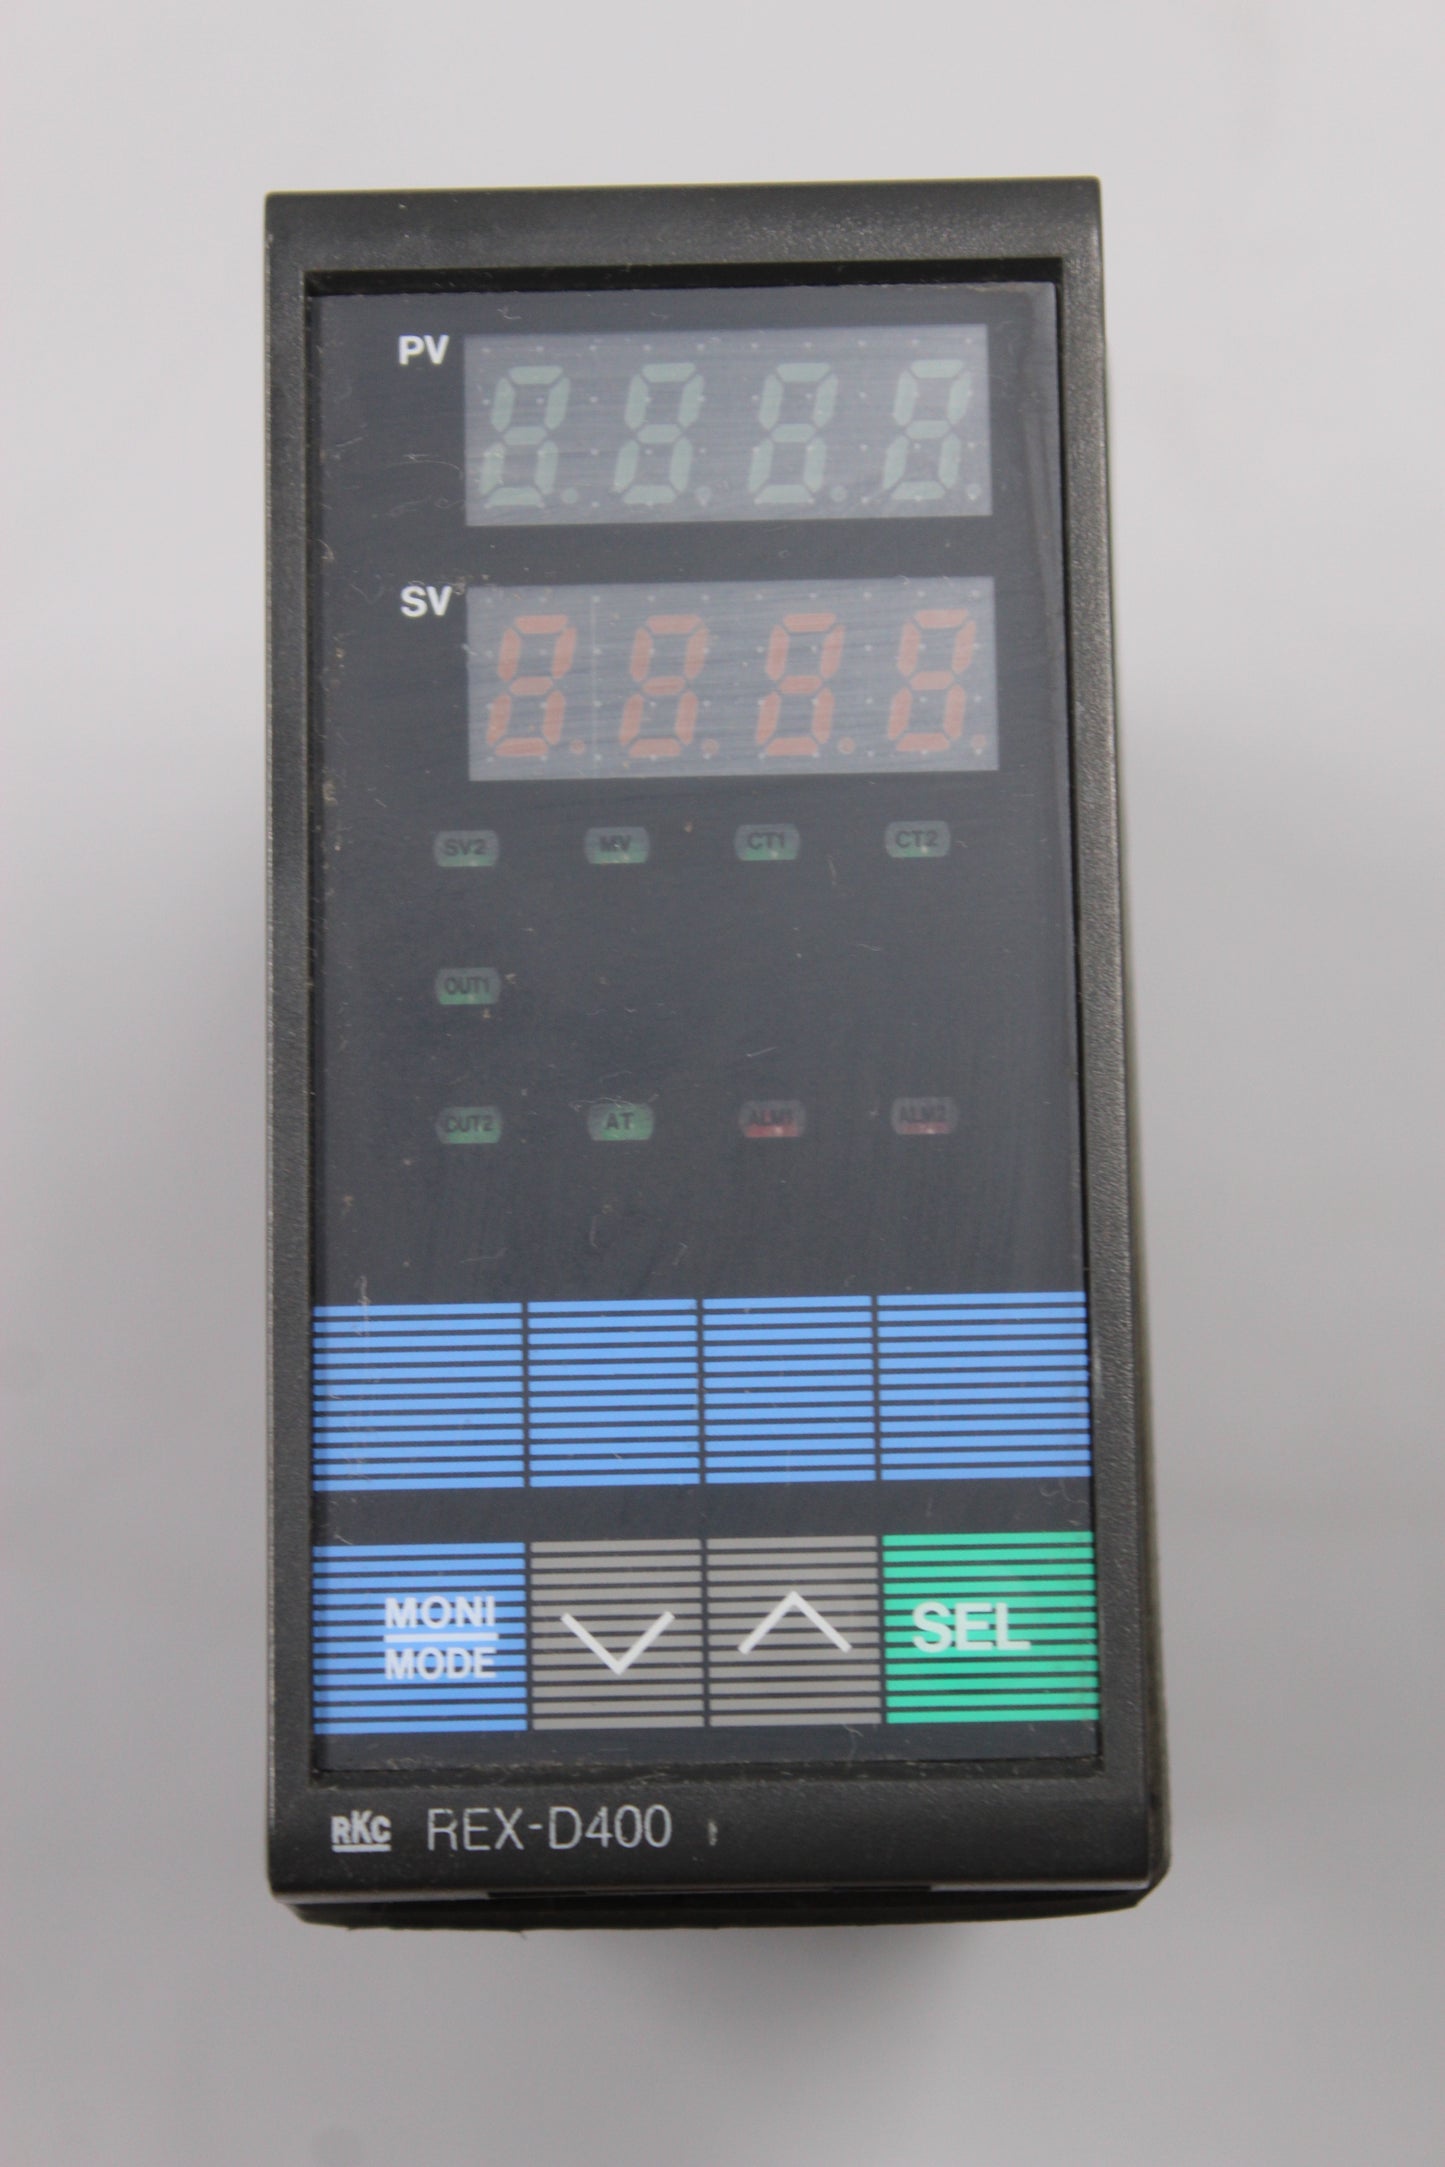 PV
SV
SV2 MV CT1 CT2
OUT1
OUT2 AT ALM1 ALM2
MONI
MODE
SEL
RKC REX-D400